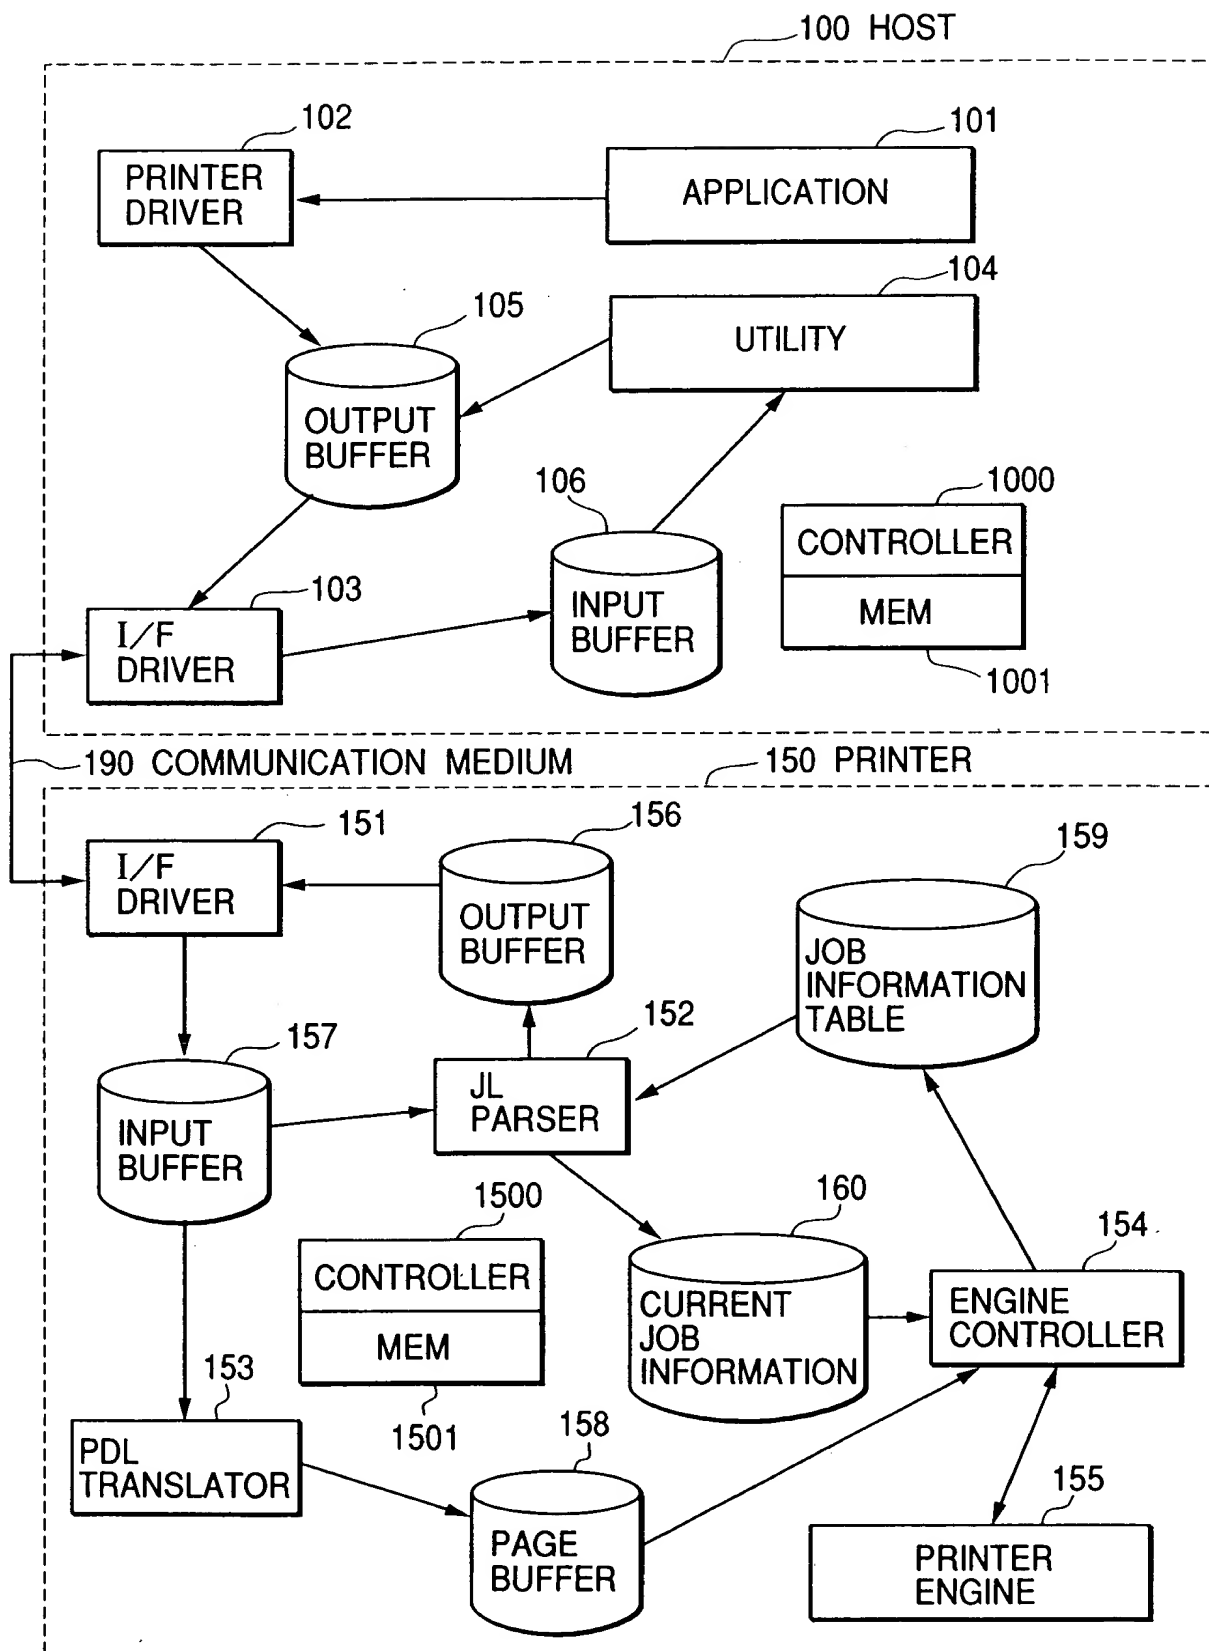 100 HOST
102
101
PRINTER
DRIVER
APPLICATION
104
105
UTILITY
OUTPUT
BUFFER
106
1000
CONTROLLER
103
I/F
DRIVER
INPUT
BUFFER
MEM
1001
190 COMMUNICATION MEDIUM
150 PRINTER
151
156
159
I/F
DRIVER
OUTPUT
BUFFER
JOB
INFORMATION
TABLE
157
152
JL
PARSER
INPUT
BUFFER
1500
160
154
CONTROLLER
CURRENT
JOB
INFORMATION
ENGINE
CONTROLLER
MEM
153
1501
158
PDL
TRANSLATOR
155
PAGE
BUFFER
PRINTER
ENGINE